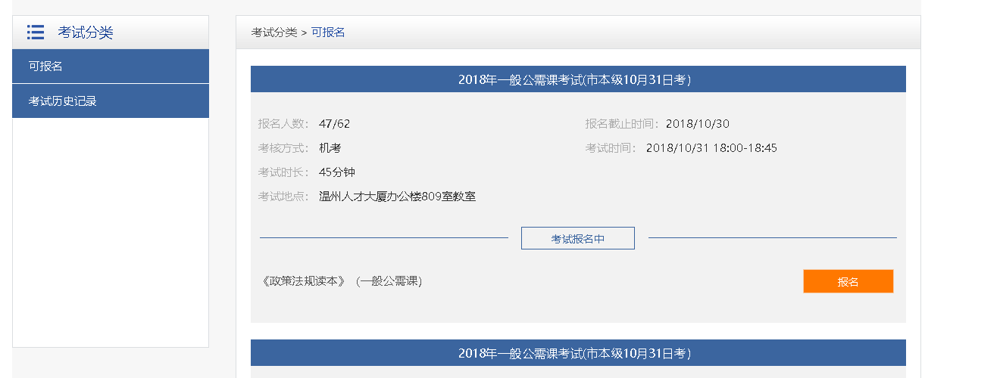 考试分类
可报名
考试历史记录
考试分类 > 可报名
2018年一般公需课考试(市本级10月31日考)
报名人数： 47/62
报名截止时间： 2018/10/30
考核方式： 机考
考试时间： 2018/10/31 18:00-18:45
考试时长： 45分钟
考试地点： 温州人才大厦办公楼809室教室
考试报名中
《政策法规读本》（一般公需课）
报名
2018年一般公需课考试(市本级10月31日考)